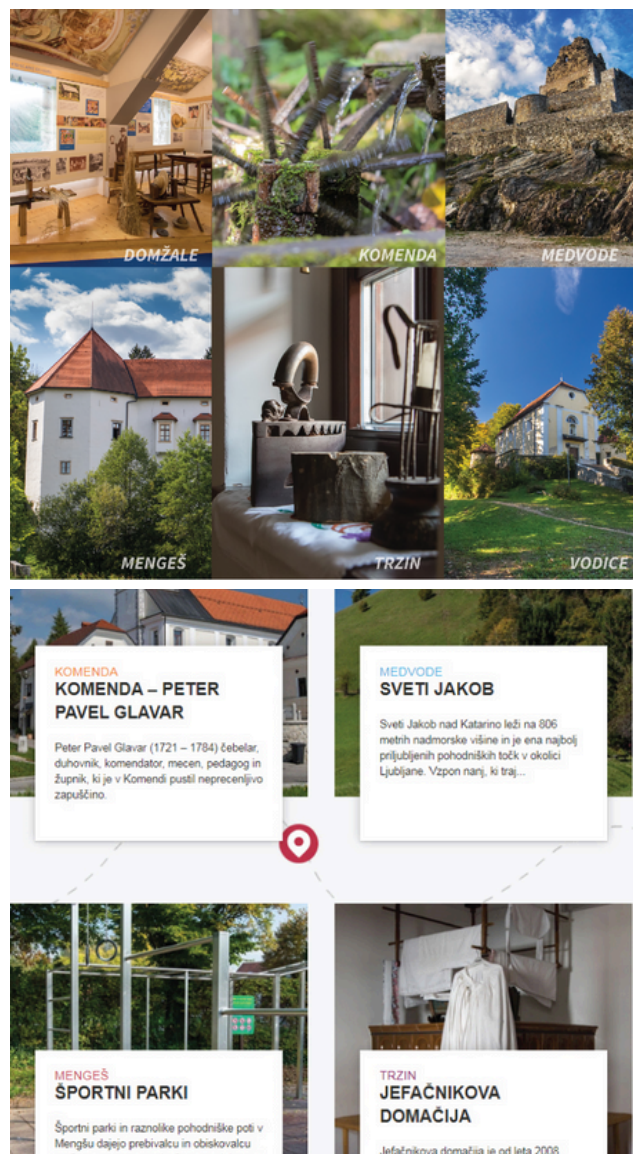 DOMŽALE
KOMENDA
MEDVODE
MENGEŠ
TRZIN
VODICE
KOMENDA
KOMENDA – PETER
PAVEL GLAVAR
Peter Pavel Glavar (1721 – 1784) čebelar,
duhovnik, komendator, mecen, pedagog in
župnik, ki je v Komendi pustil neprecenljivo
zapuščino.
MEDVODE
SVETI JAKOB
Sveti Jakob nad Katarino leži na 806
metrih nadmorske višine in je ena najbolj
priljubljenih pohodniških točk v okolici
Ljubljane. Vzpon nanj, ki traj...
MENGEŠ
ŠPORTNI PARKI
Športni parki in raznolike pohodniške poti v
Mengšu dajejo prebivalcu in obiskovalcu
TRZIN
JEFAČNIKOVA
DOMAČIJA
Jefačnikova domačija je od leta 2008